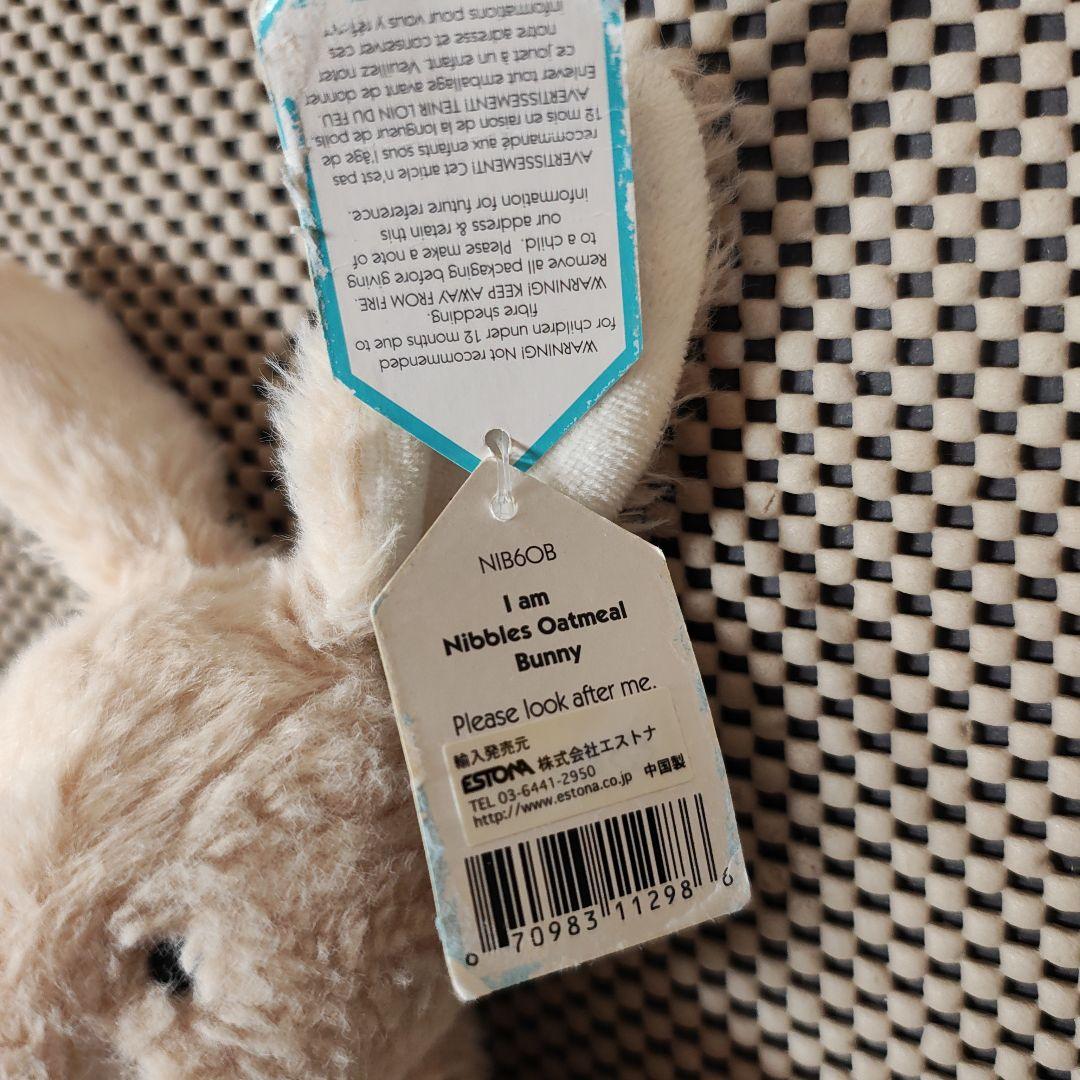 WARNING! Not recommended
for children under 12 months due to
fibre shedding.
WARNING! KEEP AWAY FROM FIRE.
Remove all packaging before giving
to a child. Please make a note of
our address & retain this
information for future reference.
AVERTISSEMENT! Cet article n'est pas
recommandé aux enfants sous l'âge de
12 mois en raison de la longueur de poils.
AVERTISSEMENT! TENIR LOIN DU FEU.
Enlever tout emballage avant de donner
ce jouet à un enfant. Veuillez noter
notre adresse et conserver ces
informations pour vous y
NIB6OB
I am
Nibbles Oatmeal
Bunny
Please look after me.
輸入発売元
ESTONA 株式会社エストナ
TEL 03-6441-2950 中国製
http://www.estona.co.jp
0 70983 11298 6